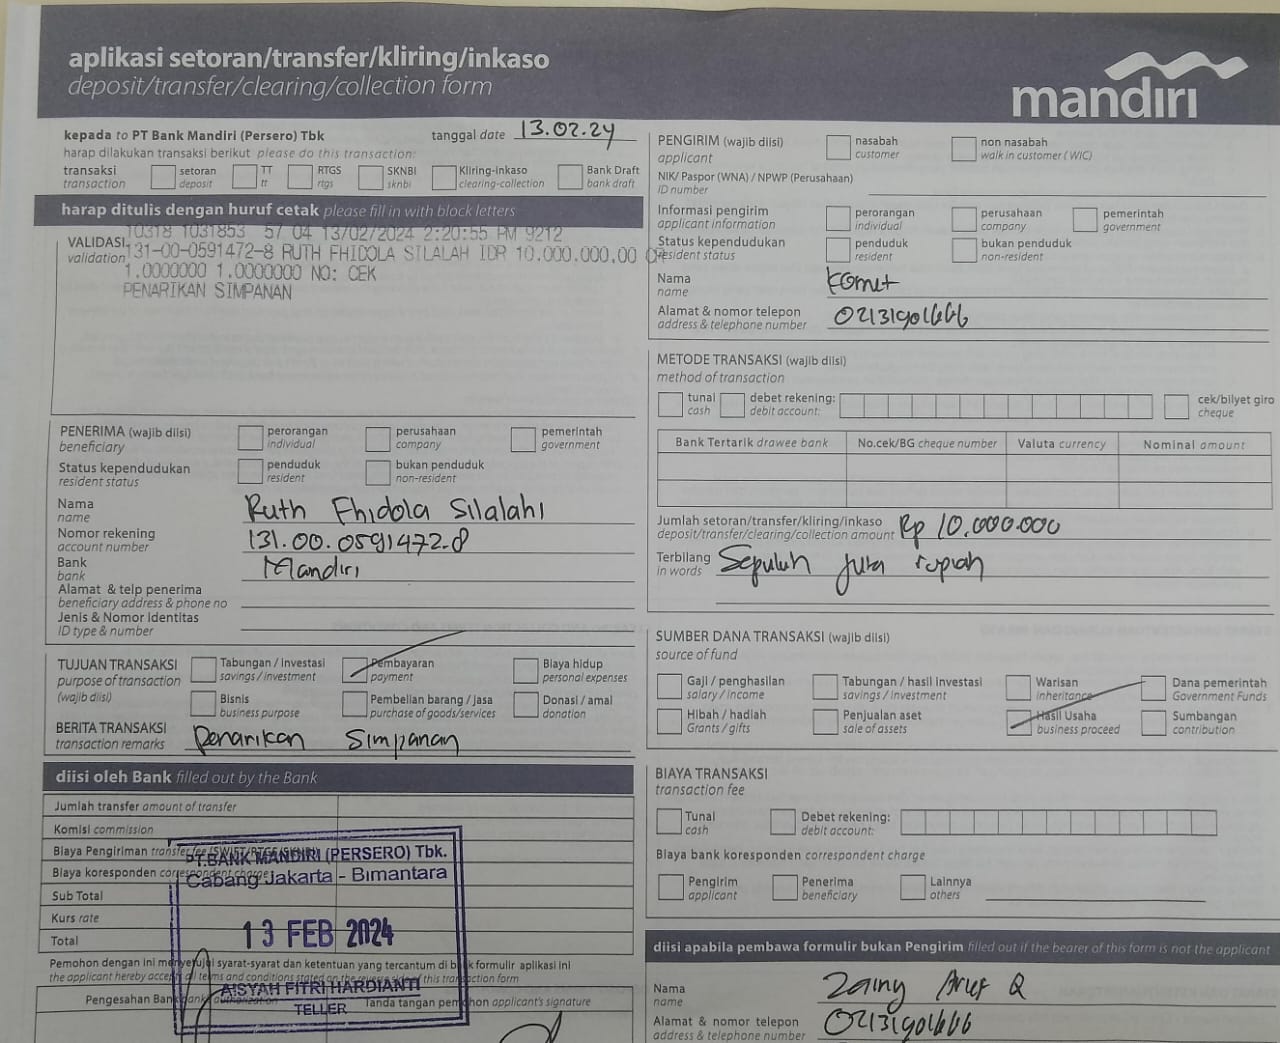 aplikasi setoran/transfer/kliring/inkaso
deposit/transfer/clearing/collection form
mandiri
kepada to PT Bank Mandiri (Persero) Tbk
tanggal date 13.02.24
harap dilakukan transaksi berikut please do this transaction:
transaksi transaction
setoran deposit
TT tt
RTGS rtgs
SKNBI sknbi
Kliring-inkaso clearing-collection
Bank Draft bank draft
harap ditulis dengan huruf cetak please fill in with block letters
VALIDASI validation
10318 1031853 57 04 13/02/2024 2:20:55 PM 9212
131-00-0591472-8 RUTH FHIDOLA SILALAH IDR 10.000.000,00 CR
1.0000000 1.0000000 NO: CEK
PENARIKAN SIMPANAN
PENERIMA (wajib diisi) beneficiary
perorangan individual
perusahaan company
pemerintah government
Status kependudukan resident status
penduduk resident
bukan penduduk non-resident
Nama name Ruth Fhidola Silalahi
Nomor rekening account number 131.00.0591472.8
Bank bank Mandiri
Alamat & telp penerima beneficiary address & phone no
Jenis & Nomor Identitas ID type & number
TUJUAN TRANSAKSI purpose of transaction (wajib diisi)
Tabungan / Investasi savings / investment
Pembayaran payment
Biaya hidup personal expenses
Bisnis business purpose
Pembelian barang / jasa purchase of goods/services
Donasi / amal donation
BERITA TRANSAKSI transaction remarks Penarikan Simpanan
diisi oleh Bank filled out by the Bank
Jumlah transfer amount of transfer
Komisi commission
Biaya Pengiriman transfer fee (SWIFT/RTGS/SKNBI)
Biaya koresponden correspondent charge
Sub Total
Kurs rate
Total
PT.BANK MANDIRI (PERSERO) Tbk.
Cabang Jakarta - Bimantara
13 FEB 2024
AISYAH FITRI HARDIANTI
TELLER
Pemohon dengan ini menyetujui syarat-syarat dan ketentuan yang tercantum di balik formulir aplikasi ini
the applicant hereby accepts all terms and conditions stated on the reverse side of this transaction form
Pengesahan Bank bank authorization
Tanda tangan pemohon applicant's signature
PENGIRIM (wajib diisi) applicant
nasabah customer
non nasabah walk in customer (WIC)
NIK/ Paspor (WNA) / NPWP (Perusahaan)
ID number
Informasi pengirim applicant information
perorangan individual
perusahaan company
pemerintah government
Status kependudukan resident status
penduduk resident
bukan penduduk non-resident
Nama name Komet
Alamat & nomor telepon address & telephone number 02131901666
METODE TRANSAKSI (wajib diisi)
method of transaction
tunai cash
debet rekening: debit account:
cek/bilyet giro cheque
Bank Tertarik drawee bank
No.cek/BG cheque number
Valuta currency
Nominal amount
Jumlah setoran/transfer/kliring/inkaso
deposit/transfer/clearing/collection amount Rp 10.000.000
Terbilang in words Sepuluh juta rupiah
SUMBER DANA TRANSAKSI (wajib diisi)
source of fund
Gaji / penghasilan salary / income
Tabungan / hasil investasi savings / investment
Warisan inheritance
Dana pemerintah Government Funds
Hibah / hadiah Grants / gifts
Penjualan aset sale of assets
Hasil Usaha business proceed
Sumbangan contribution
BIAYA TRANSAKSI
transaction fee
Tunai cash
Debet rekening: debit account:
Biaya bank koresponden correspondent charge
Pengirim applicant
Penerima beneficiary
Lainnya others
diisi apabila pembawa formulir bukan Pengirim filled out if the bearer of this form is not the applicant
Nama name Zainy Arief Q
Alamat & nomor telepon address & telephone number 02131901666